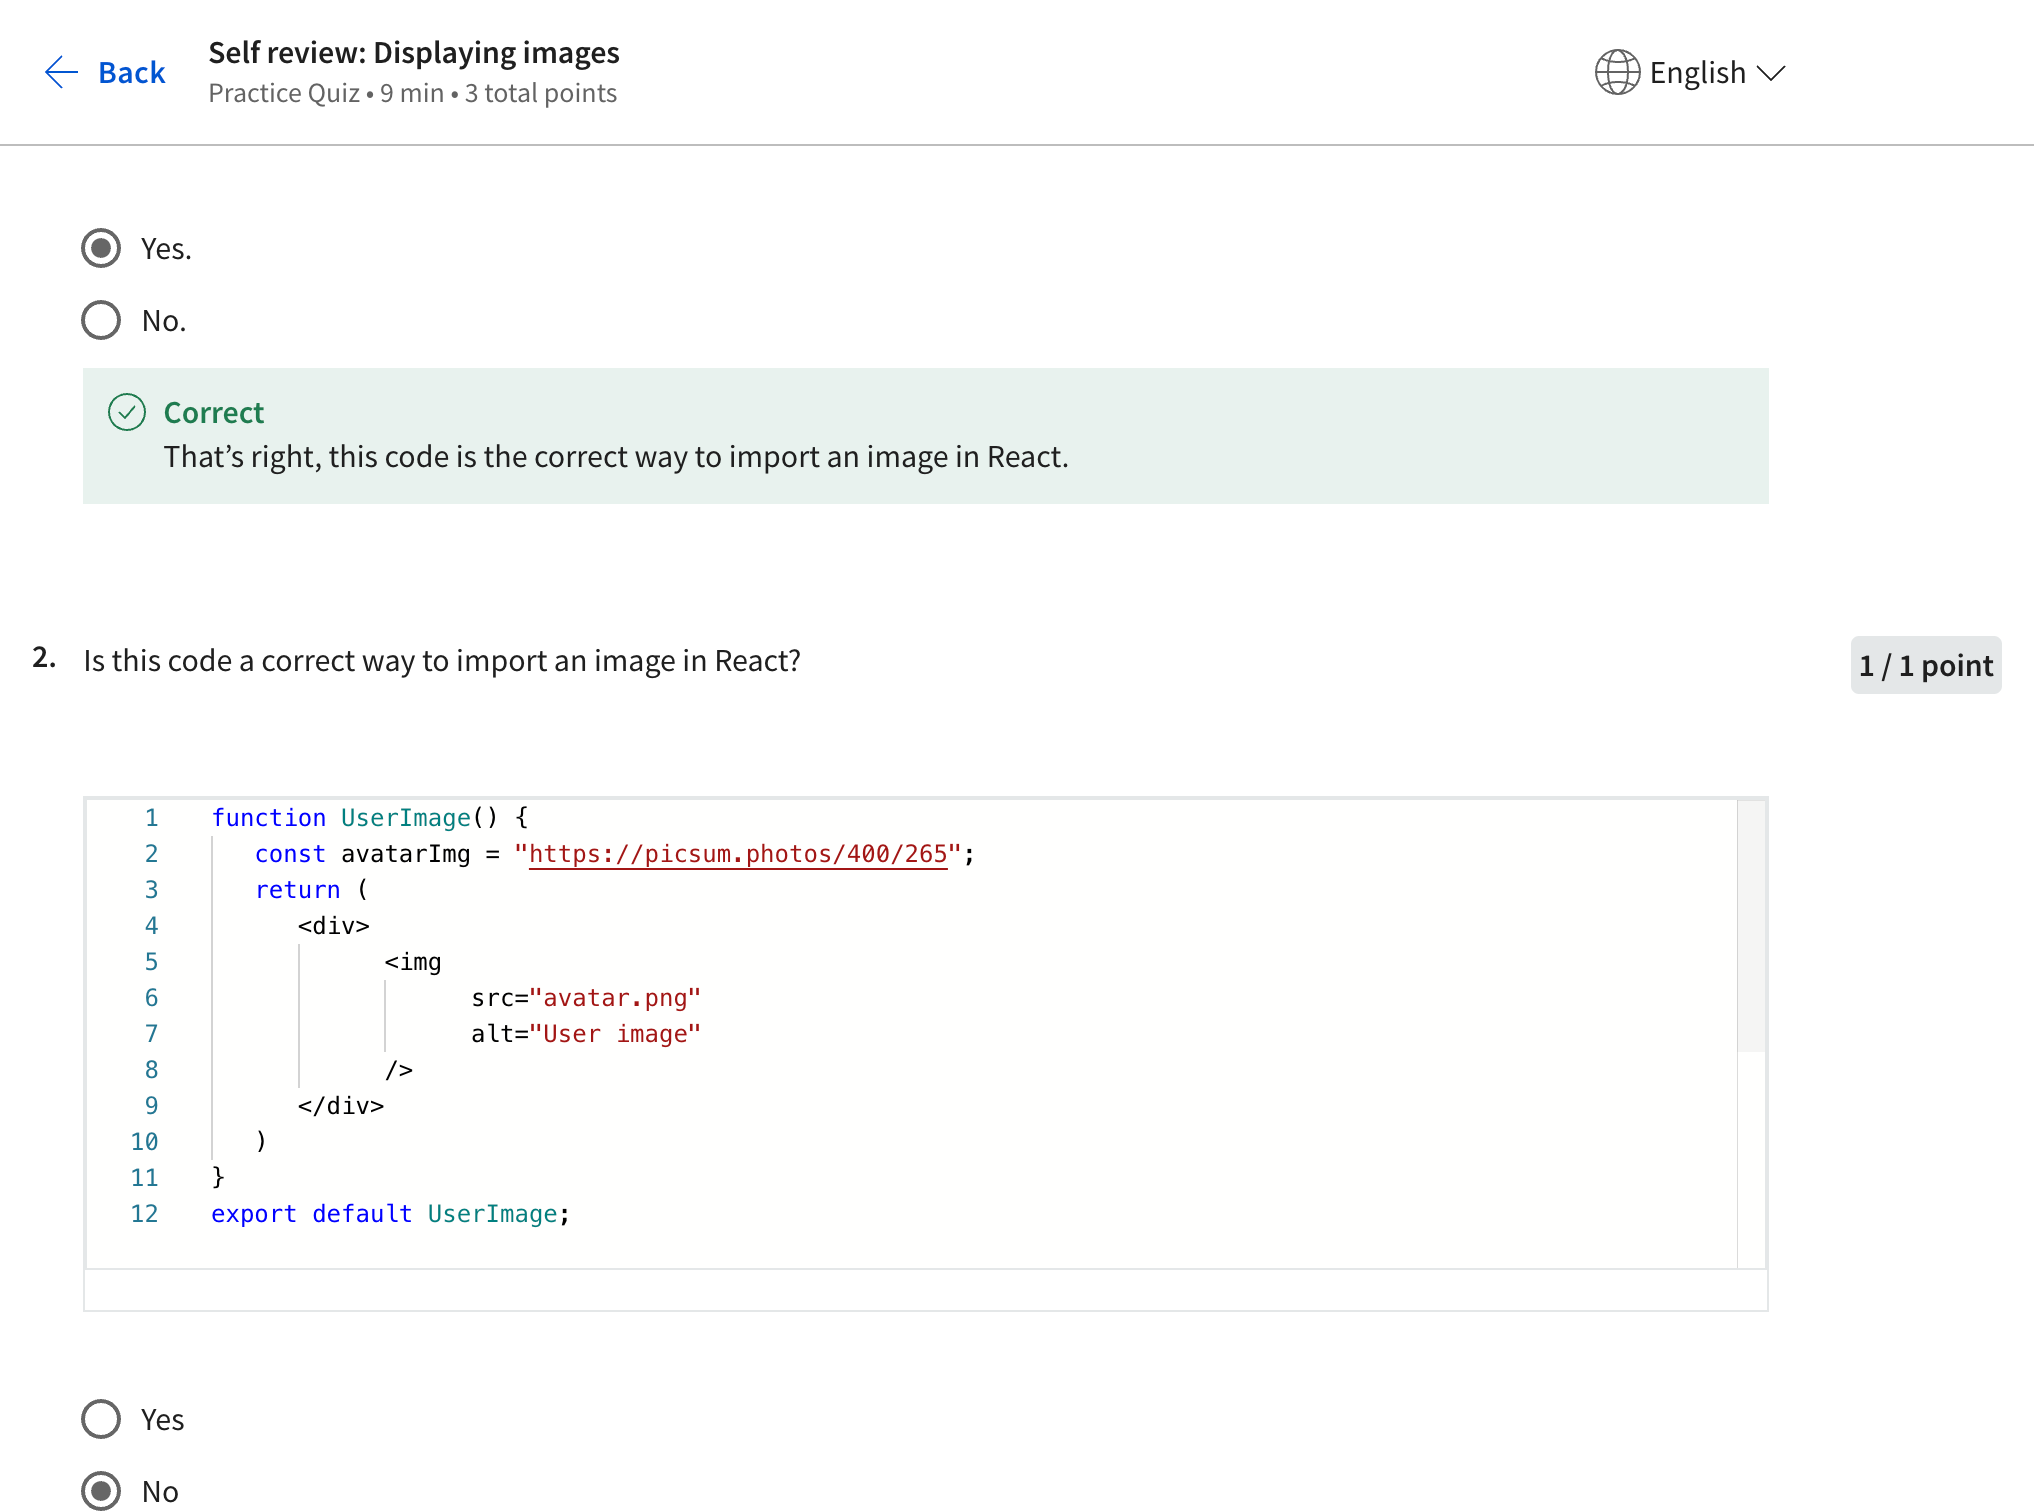 Back
Self review: Displaying images
Practice Quiz • 9 min • 3 total points
English
Yes.
No.
Correct
That’s right, this code is the correct way to import an image in React.
2. Is this code a correct way to import an image in React?
1 / 1 point
1 function UserImage() {
2 const avatarImg = "https://picsum.photos/400/265";
3 return (
4 <div>
5 <img
6 src="avatar.png"
7 alt="User image"
8 />
9 </div>
10 )
11 }
12 export default UserImage;
Yes
No